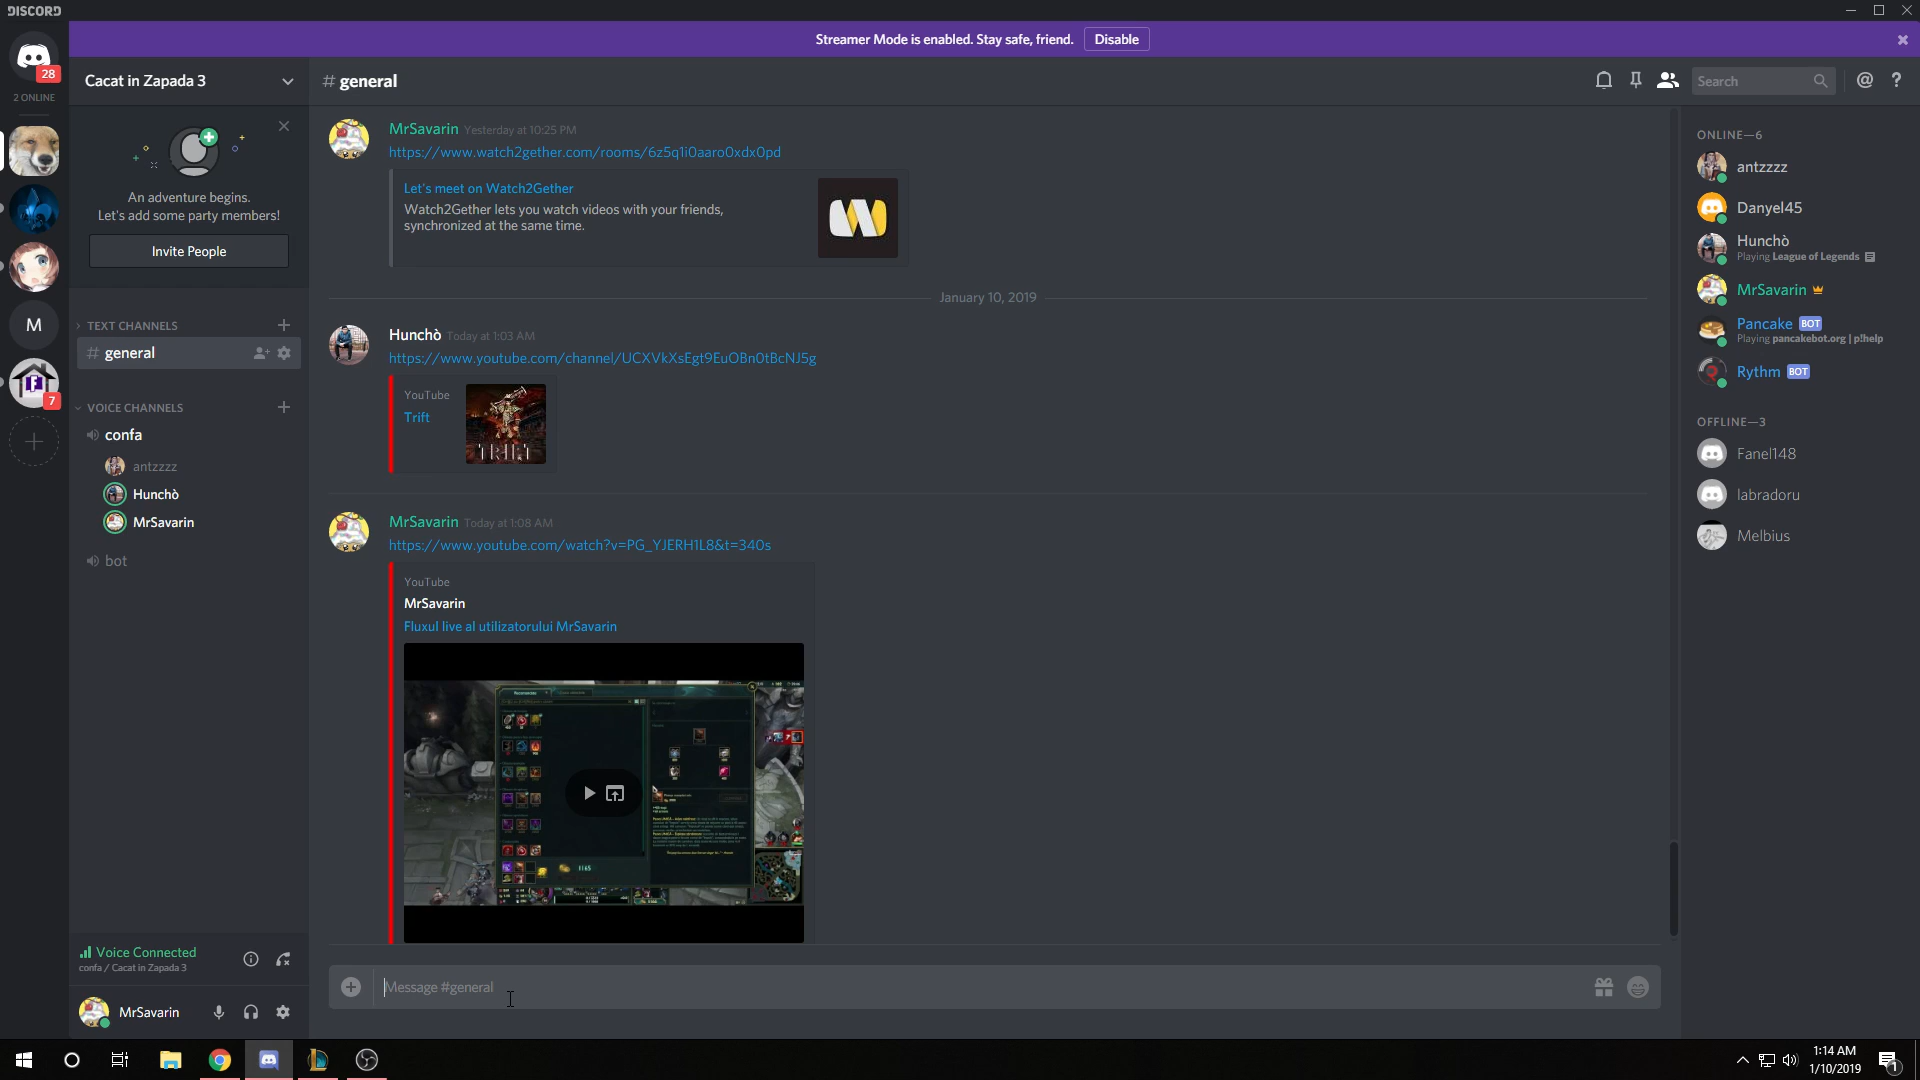 DISCORD
Streamer Mode is enabled. Stay safe, friend.
Disable
28
2 ONLINE
M
F
7
Cacat in Zapada 3
An adventure begins.
Let's add some party members!
Invite People
TEXT CHANNELS
# general
VOICE CHANNELS
confa
antzzzz
Hunchò
MrSavarin
bot
Voice Connected
confa / Cacat in Zapada 3
MrSavarin
# general
Search
MrSavarin Yesterday at 10:25 PM
https://www.watch2gether.com/rooms/6z5q1i0aaro0xdx0pd
Let's meet on Watch2Gether
Watch2Gether lets you watch videos with your friends,
synchronized at the same time.
January 10, 2019
Hunchò Today at 1:03 AM
https://www.youtube.com/channel/UCXVkXsEgt9EuOBn0tBcNJ5g
YouTube
Trift
MrSavarin Today at 1:08 AM
https://www.youtube.com/watch?v=PG_YJERH1L8&t=340s
YouTube
MrSavarin
Fluxul live al utilizatorului MrSavarin
1165
Message #general
ONLINE—6
antzzzz
Danyel45
Hunchò
Playing League of Legends
MrSavarin
Pancake BOT
Playing pancakebot.org | p!help
Rythm BOT
OFFLINE—3
Fanel148
labradoru
Melbius
1:14 AM
1/10/2019
1